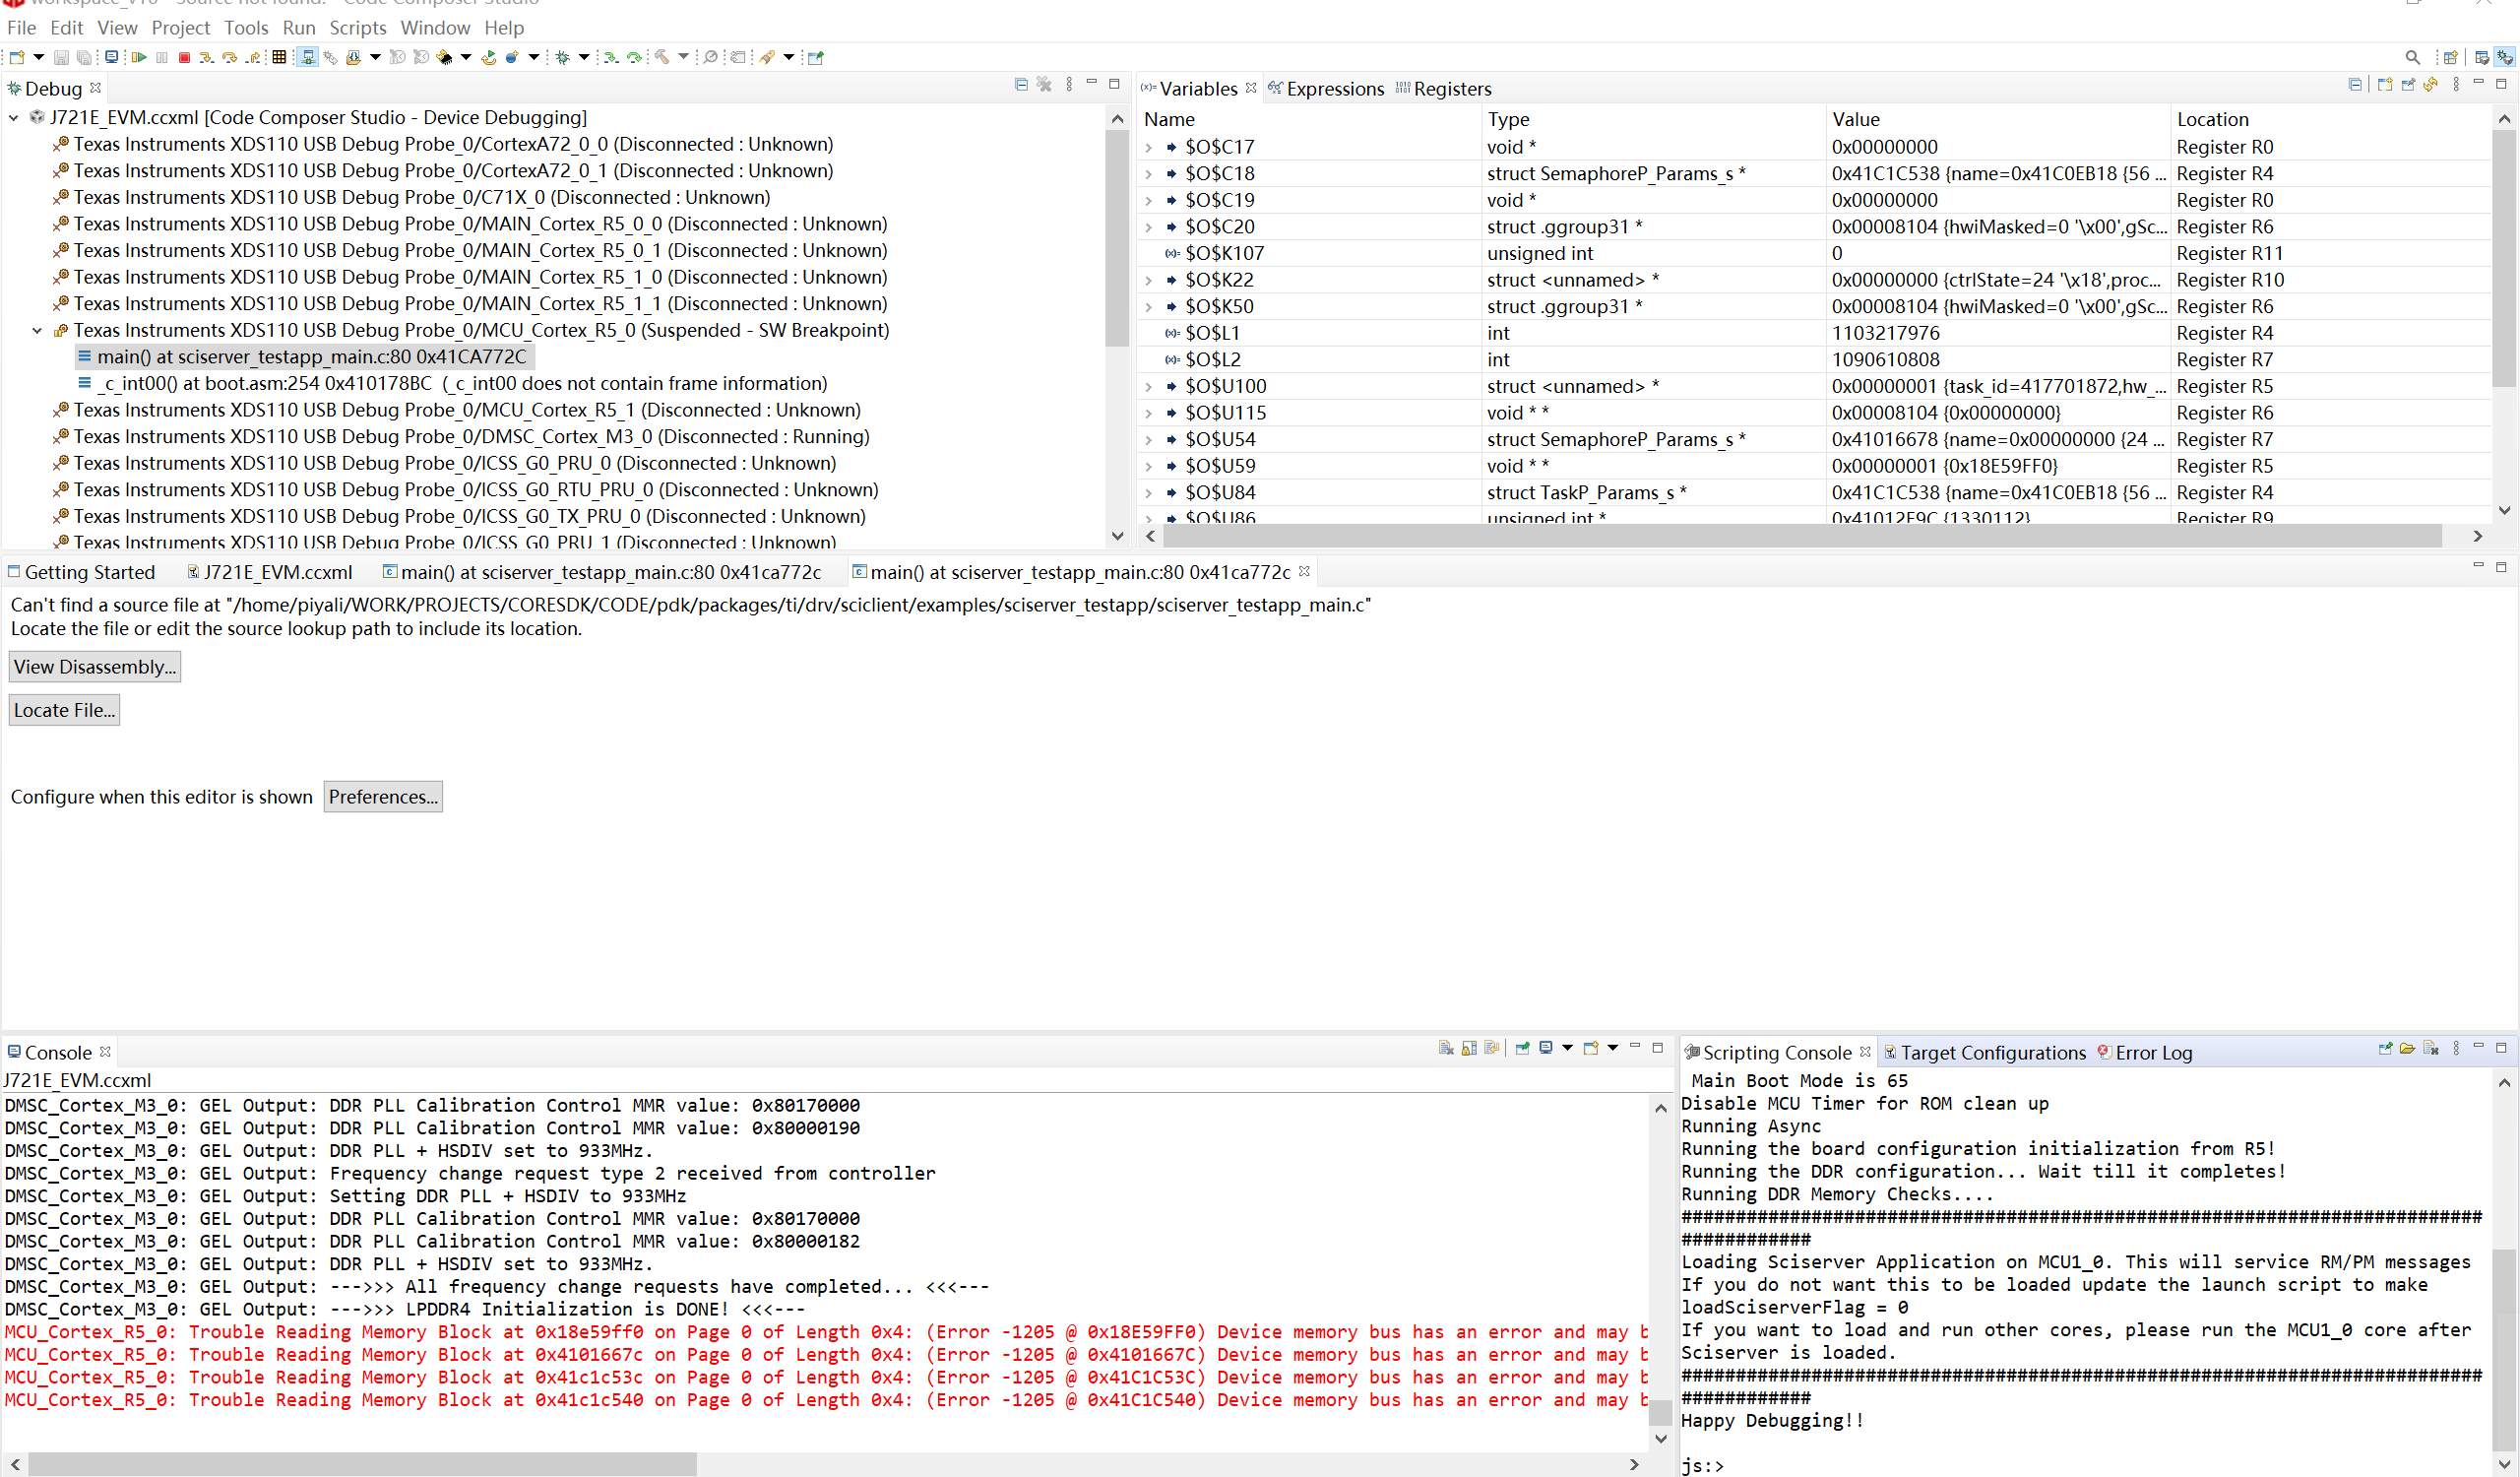 workspace_v10 - Source not found. - Code Composer Studio
File Edit View Project Tools Run Scripts Window Help
Debug
J721E_EVM.ccxml [Code Composer Studio - Device Debugging]
Texas Instruments XDS110 USB Debug Probe_0/CortexA72_0_0 (Disconnected : Unknown)
Texas Instruments XDS110 USB Debug Probe_0/CortexA72_0_1 (Disconnected : Unknown)
Texas Instruments XDS110 USB Debug Probe_0/C71X_0 (Disconnected : Unknown)
Texas Instruments XDS110 USB Debug Probe_0/MAIN_Cortex_R5_0_0 (Disconnected : Unknown)
Texas Instruments XDS110 USB Debug Probe_0/MAIN_Cortex_R5_0_1 (Disconnected : Unknown)
Texas Instruments XDS110 USB Debug Probe_0/MAIN_Cortex_R5_1_0 (Disconnected : Unknown)
Texas Instruments XDS110 USB Debug Probe_0/MAIN_Cortex_R5_1_1 (Disconnected : Unknown)
Texas Instruments XDS110 USB Debug Probe_0/MCU_Cortex_R5_0 (Suspended - SW Breakpoint)
main() at sciserver_testapp_main.c:80 0x41CA772C
_c_int00() at boot.asm:254 0x410178BC (_c_int00 does not contain frame information)
Texas Instruments XDS110 USB Debug Probe_0/MCU_Cortex_R5_1 (Disconnected : Unknown)
Texas Instruments XDS110 USB Debug Probe_0/DMSC_Cortex_M3_0 (Disconnected : Running)
Texas Instruments XDS110 USB Debug Probe_0/ICSS_G0_PRU_0 (Disconnected : Unknown)
Texas Instruments XDS110 USB Debug Probe_0/ICSS_G0_RTU_PRU_0 (Disconnected : Unknown)
Texas Instruments XDS110 USB Debug Probe_0/ICSS_G0_TX_PRU_0 (Disconnected : Unknown)
Texas Instruments XDS110 USB Debug Probe_0/ICSS_G0_PRU_1 (Disconnected : Unknown)
Variables Expressions Registers
Name Type Value Location
$O$C17 void * 0x00000000 Register R0
$O$C18 struct SemaphoreP_Params_s * 0x41C1C538 {name=0x41C0EB18 {56 ... Register R4
$O$C19 void * 0x00000000 Register R0
$O$C20 struct .ggroup31 * 0x00008104 {hwiMasked=0 '\x00',gSc... Register R6
$O$K107 unsigned int 0 Register R11
$O$K22 struct <unnamed> * 0x00000000 {ctrlState=24 '\x18',proc... Register R10
$O$K50 struct .ggroup31 * 0x00008104 {hwiMasked=0 '\x00',gSc... Register R6
$O$L1 int 1103217976 Register R4
$O$L2 int 1090610808 Register R7
$O$U100 struct <unnamed> * 0x00000001 {task_id=417701872,hw_... Register R5
$O$U115 void * * 0x00008104 {0x00000000} Register R6
$O$U54 struct SemaphoreP_Params_s * 0x41016678 {name=0x00000000 {24 ... Register R7
$O$U59 void * * 0x00000001 {0x18E59FF0} Register R5
$O$U84 struct TaskP_Params_s * 0x41C1C538 {name=0x41C0EB18 {56 ... Register R4
$O$U86 unsigned int * 0x41012F9C {1330112} Register R9
Getting Started J721E_EVM.ccxml main() at sciserver_testapp_main.c:80 0x41ca772c main() at sciserver_testapp_main.c:80 0x41ca772c
Can't find a source file at "/home/piyali/WORK/PROJECTS/CORESDK/CODE/pdk/packages/ti/drv/sciclient/examples/sciserver_testapp/sciserver_testapp_main.c"
Locate the file or edit the source lookup path to include its location.
View Disassembly...
Locate File...
Configure when this editor is shown Preferences...
Console
J721E_EVM.ccxml
DMSC_Cortex_M3_0: GEL Output: DDR PLL Calibration Control MMR value: 0x80170000
DMSC_Cortex_M3_0: GEL Output: DDR PLL Calibration Control MMR value: 0x80000190
DMSC_Cortex_M3_0: GEL Output: DDR PLL + HSDIV set to 933MHz.
DMSC_Cortex_M3_0: GEL Output: Frequency change request type 2 received from controller
DMSC_Cortex_M3_0: GEL Output: Setting DDR PLL + HSDIV to 933MHz
DMSC_Cortex_M3_0: GEL Output: DDR PLL Calibration Control MMR value: 0x80170000
DMSC_Cortex_M3_0: GEL Output: DDR PLL Calibration Control MMR value: 0x80000182
DMSC_Cortex_M3_0: GEL Output: DDR PLL + HSDIV set to 933MHz.
DMSC_Cortex_M3_0: GEL Output: --->>> All frequency change requests have completed... <<<---
DMSC_Cortex_M3_0: GEL Output: --->>> LPDDR4 Initialization is DONE! <<<---
MCU_Cortex_R5_0: Trouble Reading Memory Block at 0x18e59ff0 on Page 0 of Length 0x4: (Error -1205 @ 0x18E59FF0) Device memory bus has an error and may b
MCU_Cortex_R5_0: Trouble Reading Memory Block at 0x4101667c on Page 0 of Length 0x4: (Error -1205 @ 0x4101667C) Device memory bus has an error and may b
MCU_Cortex_R5_0: Trouble Reading Memory Block at 0x41c1c53c on Page 0 of Length 0x4: (Error -1205 @ 0x41C1C53C) Device memory bus has an error and may b
MCU_Cortex_R5_0: Trouble Reading Memory Block at 0x41c1c540 on Page 0 of Length 0x4: (Error -1205 @ 0x41C1C540) Device memory bus has an error and may b
Scripting Console Target Configurations Error Log
Main Boot Mode is 65
Disable MCU Timer for ROM clean up
Running Async
Running the board configuration initialization from R5!
Running the DDR configuration... Wait till it completes!
Running DDR Memory Checks....
##########################################################################
############
Loading Sciserver Application on MCU1_0. This will service RM/PM messages
If you do not want this to be loaded update the launch script to make
loadSciserverFlag = 0
If you want to load and run other cores, please run the MCU1_0 core after
Sciserver is loaded.
##########################################################################
############
Happy Debugging!!
js:>